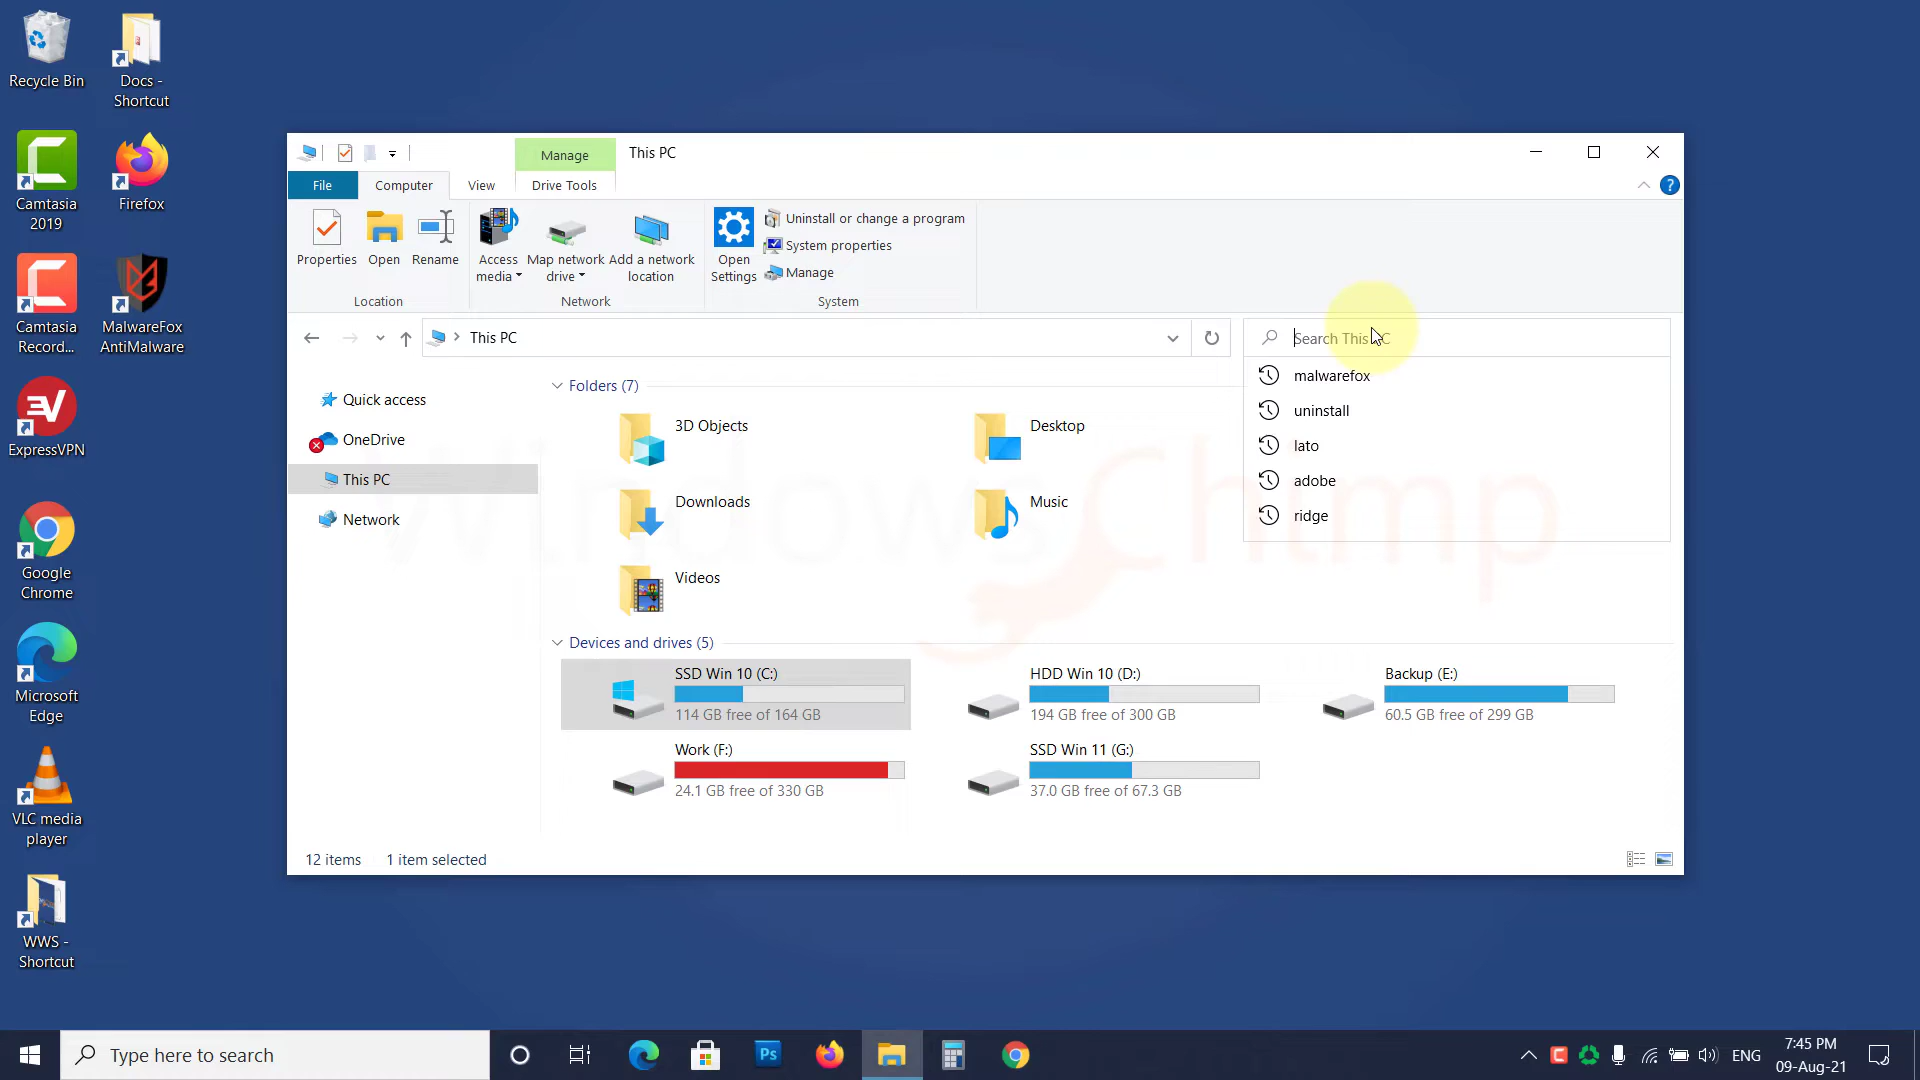 Recycle Bin
Docs -
Shortcut
Camtasia
2019
Firefox
Camtasia
Record...
MalwareFox
AntiMalware
ExpressVPN
Google
Chrome
Microsoft
Edge
VLC media
player
WWS -
Shortcut
Manage
This PC
File
Computer
View
Drive Tools
Properties
Open
Rename
Location
Access
media
Map network
drive
Add a network
location
Network
Open
Settings
Uninstall or change a program
System properties
Manage
System
This PC
Search This PC
malwarefox
uninstall
lato
adobe
ridge
Quick access
OneDrive
This PC
Network
Folders (7)
3D Objects
Desktop
Downloads
Music
Videos
Windows Chimp
Devices and drives (5)
SSD Win 10 (C:)
114 GB free of 164 GB
HDD Win 10 (D:)
194 GB free of 300 GB
Backup (E:)
60.5 GB free of 299 GB
Work (F:)
24.1 GB free of 330 GB
SSD Win 11 (G:)
37.0 GB free of 67.3 GB
12 items
1 item selected
Type here to search
Ps
ENG
7:45 PM
09-Aug-21